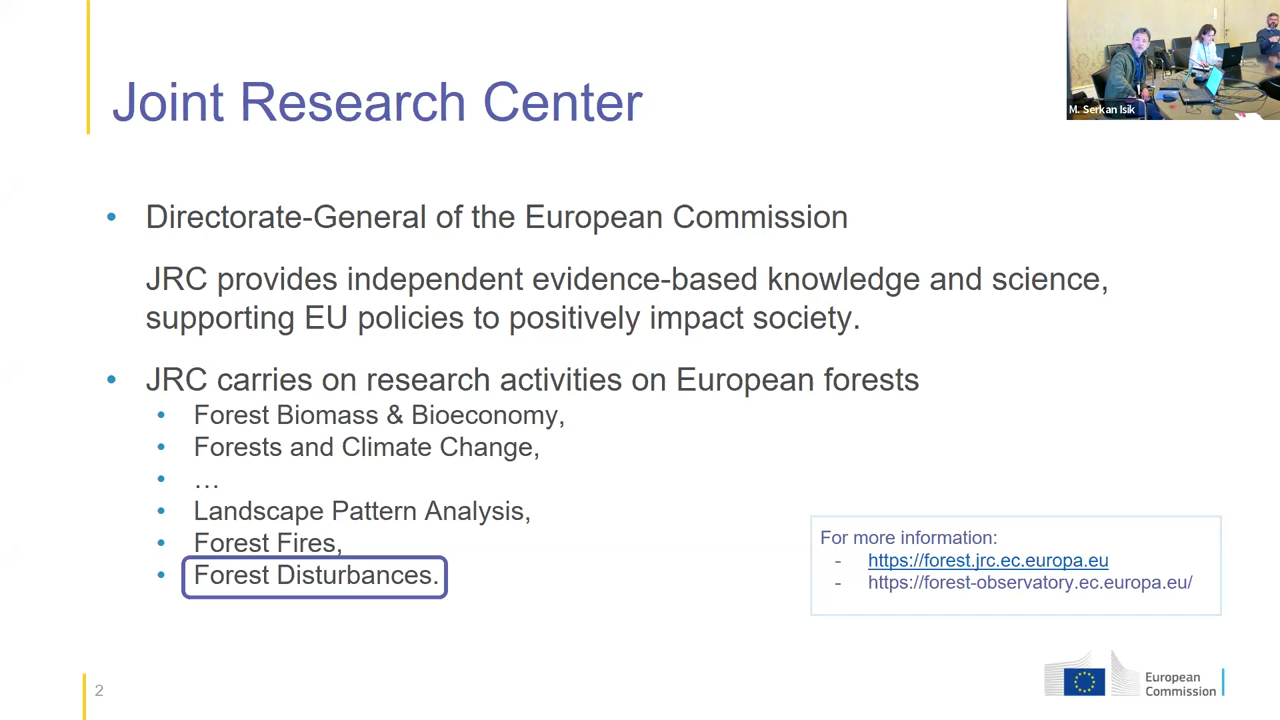 Joint Research Center
M. Serkan Isik
• Directorate-General of the European Commission
JRC provides independent evidence-based knowledge and science,
supporting EU policies to positively impact society.
• JRC carries on research activities on European forests
• Forest Biomass & Bioeconomy,
• Forests and Climate Change,
• …
• Landscape Pattern Analysis,
• Forest Fires,
• Forest Disturbances.
For more information:
- https://forest.jrc.ec.europa.eu
- https://forest-observatory.ec.europa.eu/
2
European
Commission